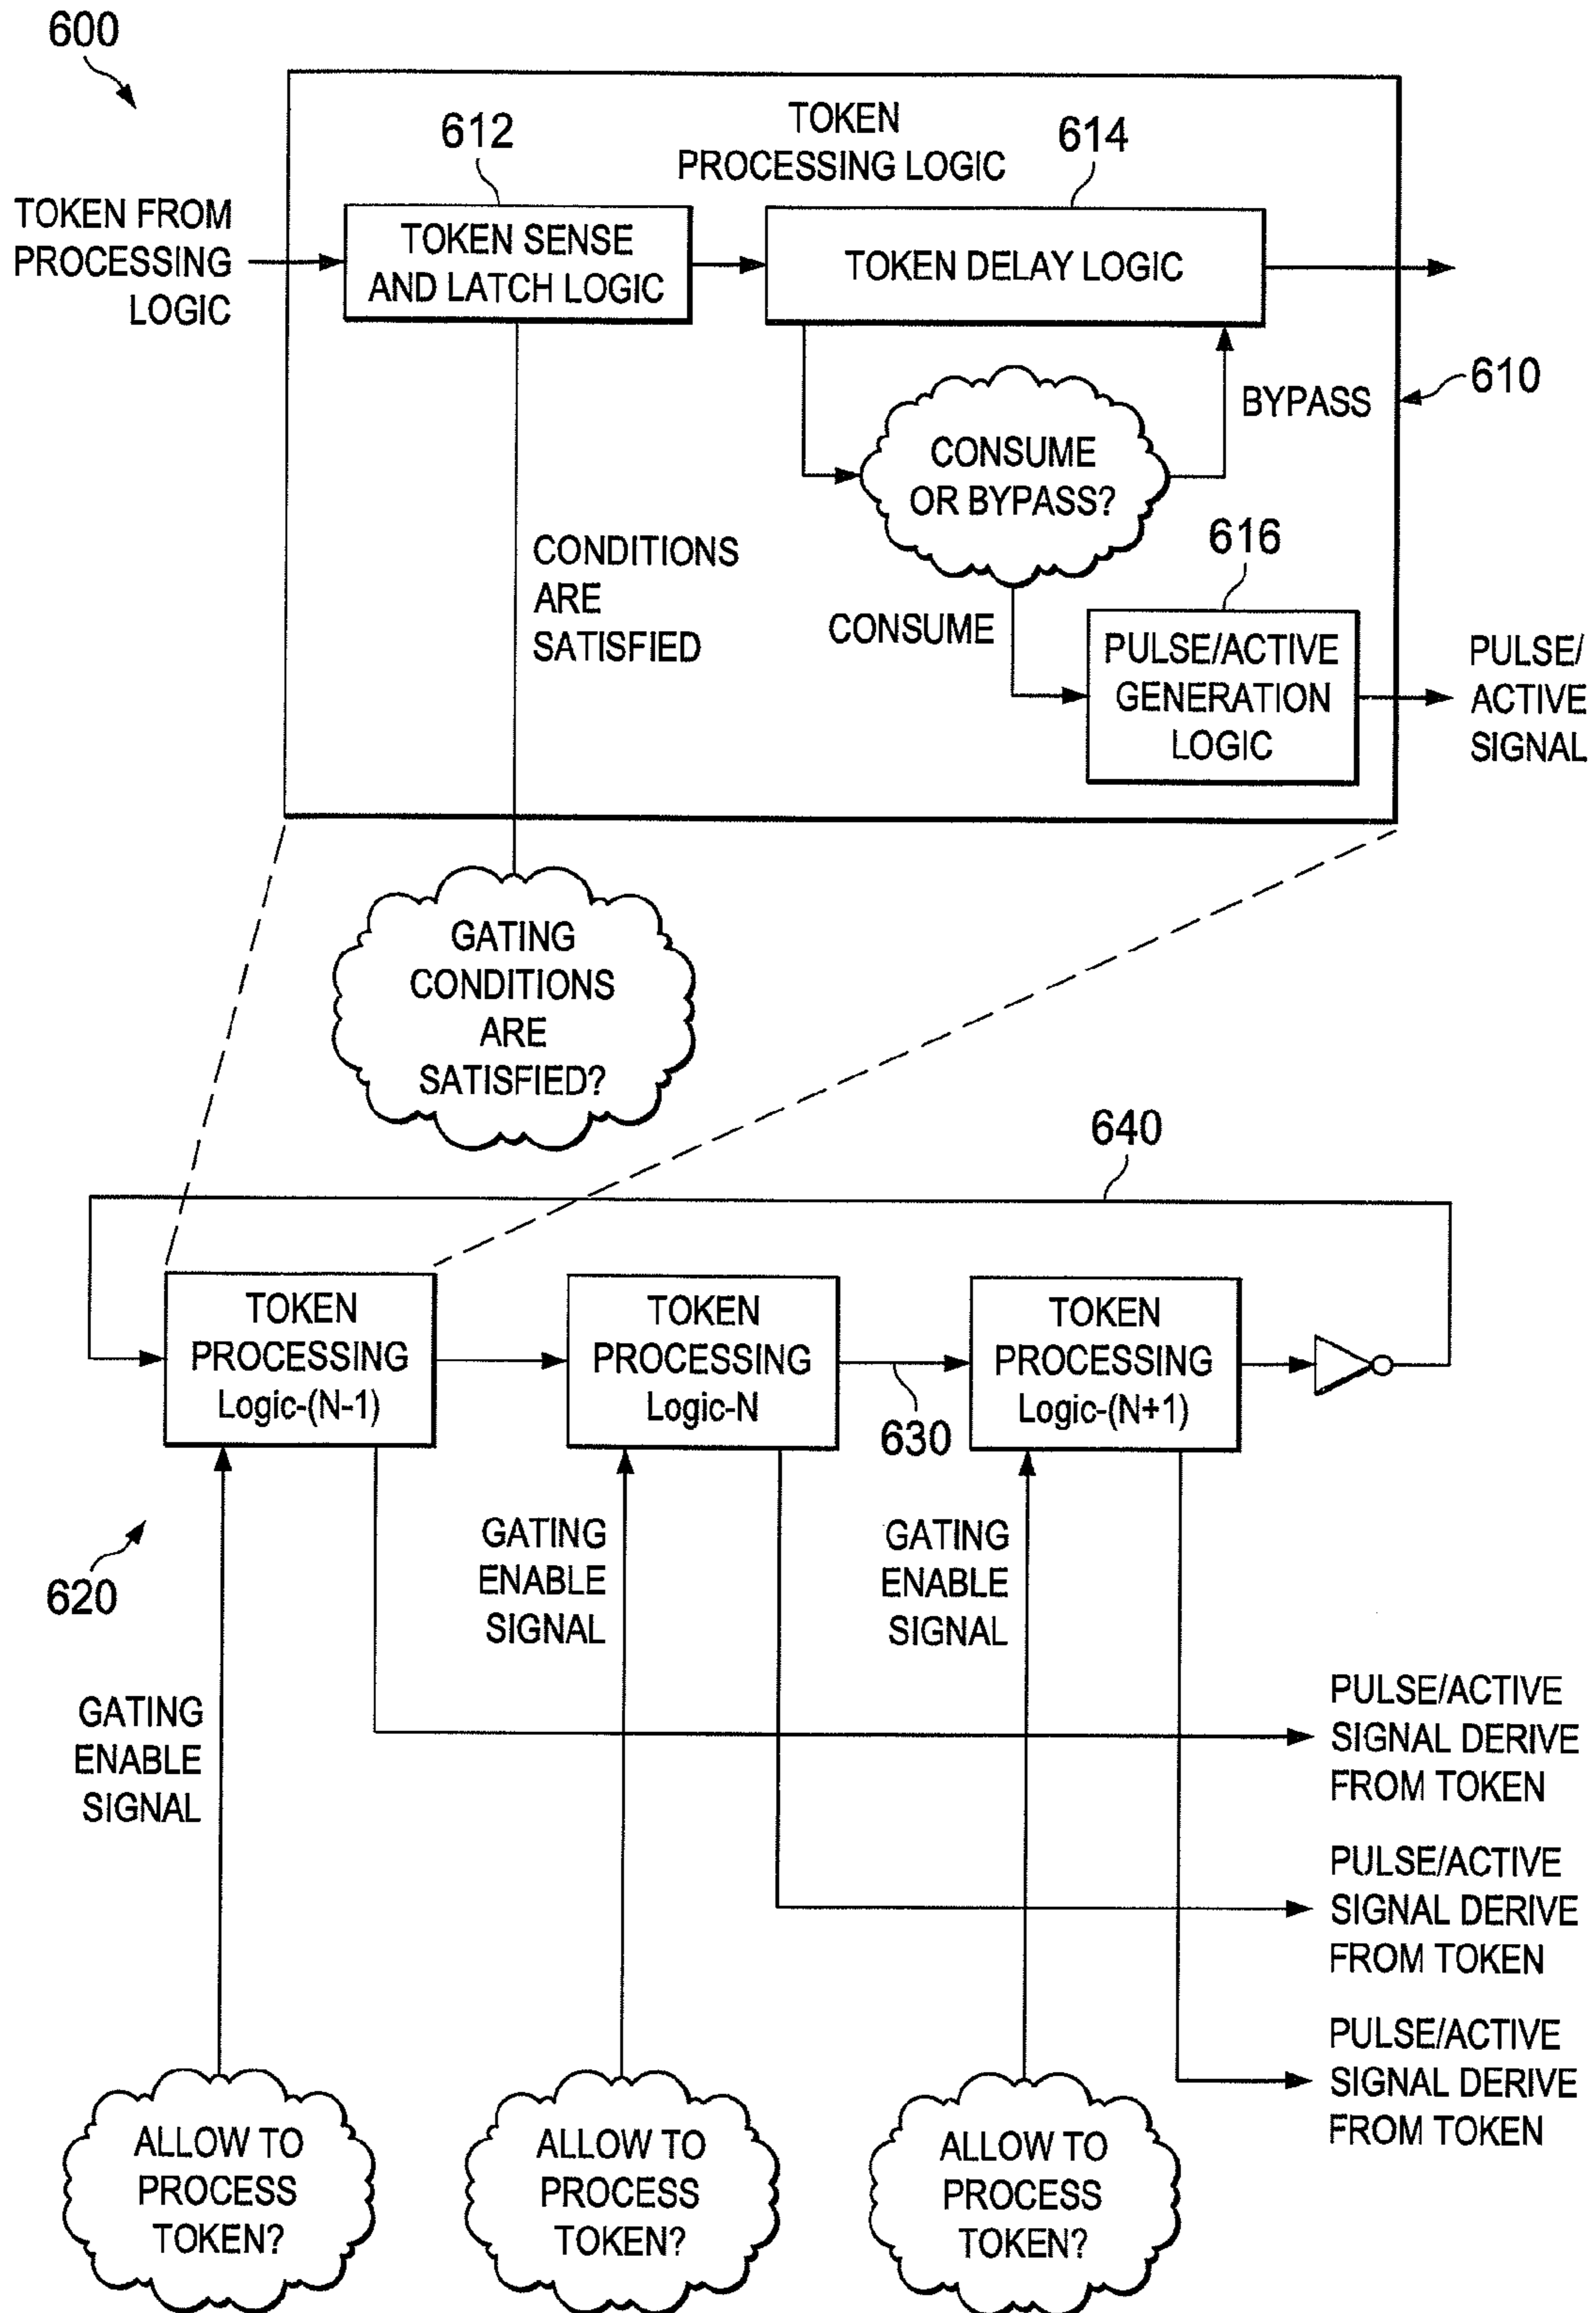 600
TOKEN
PROCESSING LOGIC
612
614
TOKEN FROM
PROCESSING
LOGIC
TOKEN SENSE
AND LATCH LOGIC
TOKEN DELAY LOGIC
610
BYPASS
CONSUME
OR BYPASS?
CONDITIONS
ARE
SATISFIED
616
CONSUME
PULSE/ACTIVE
GENERATION
LOGIC
PULSE/
ACTIVE
SIGNAL
GATING
CONDITIONS
ARE
SATISFIED?
640
TOKEN
PROCESSING
Logic-(N-1)
TOKEN
PROCESSING
Logic-N
630
TOKEN
PROCESSING
Logic-(N+1)
620
GATING
ENABLE
SIGNAL
GATING
ENABLE
SIGNAL
GATING
ENABLE
SIGNAL
PULSE/ACTIVE
SIGNAL DERIVE
FROM TOKEN
PULSE/ACTIVE
SIGNAL DERIVE
FROM TOKEN
PULSE/ACTIVE
SIGNAL DERIVE
FROM TOKEN
ALLOW TO
PROCESS
TOKEN?
ALLOW TO
PROCESS
TOKEN?
ALLOW TO
PROCESS
TOKEN?